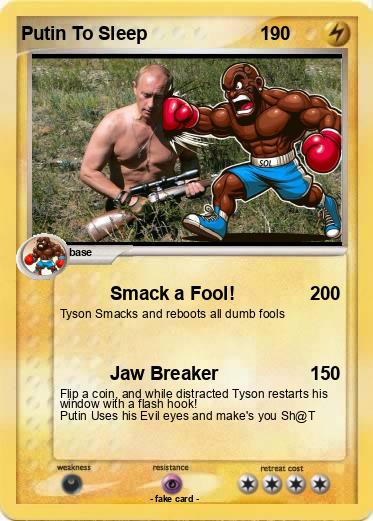 Putin To Sleep 190
SOL
base
Smack a Fool! 200
Tyson Smacks and reboots all dumb fools
Jaw Breaker 150
Flip a coin, and while distracted Tyson restarts his
window with a flash hook!
Putin Uses his Evil eyes and make's you Sh@T
weakness resistance retreat cost
- fake card -